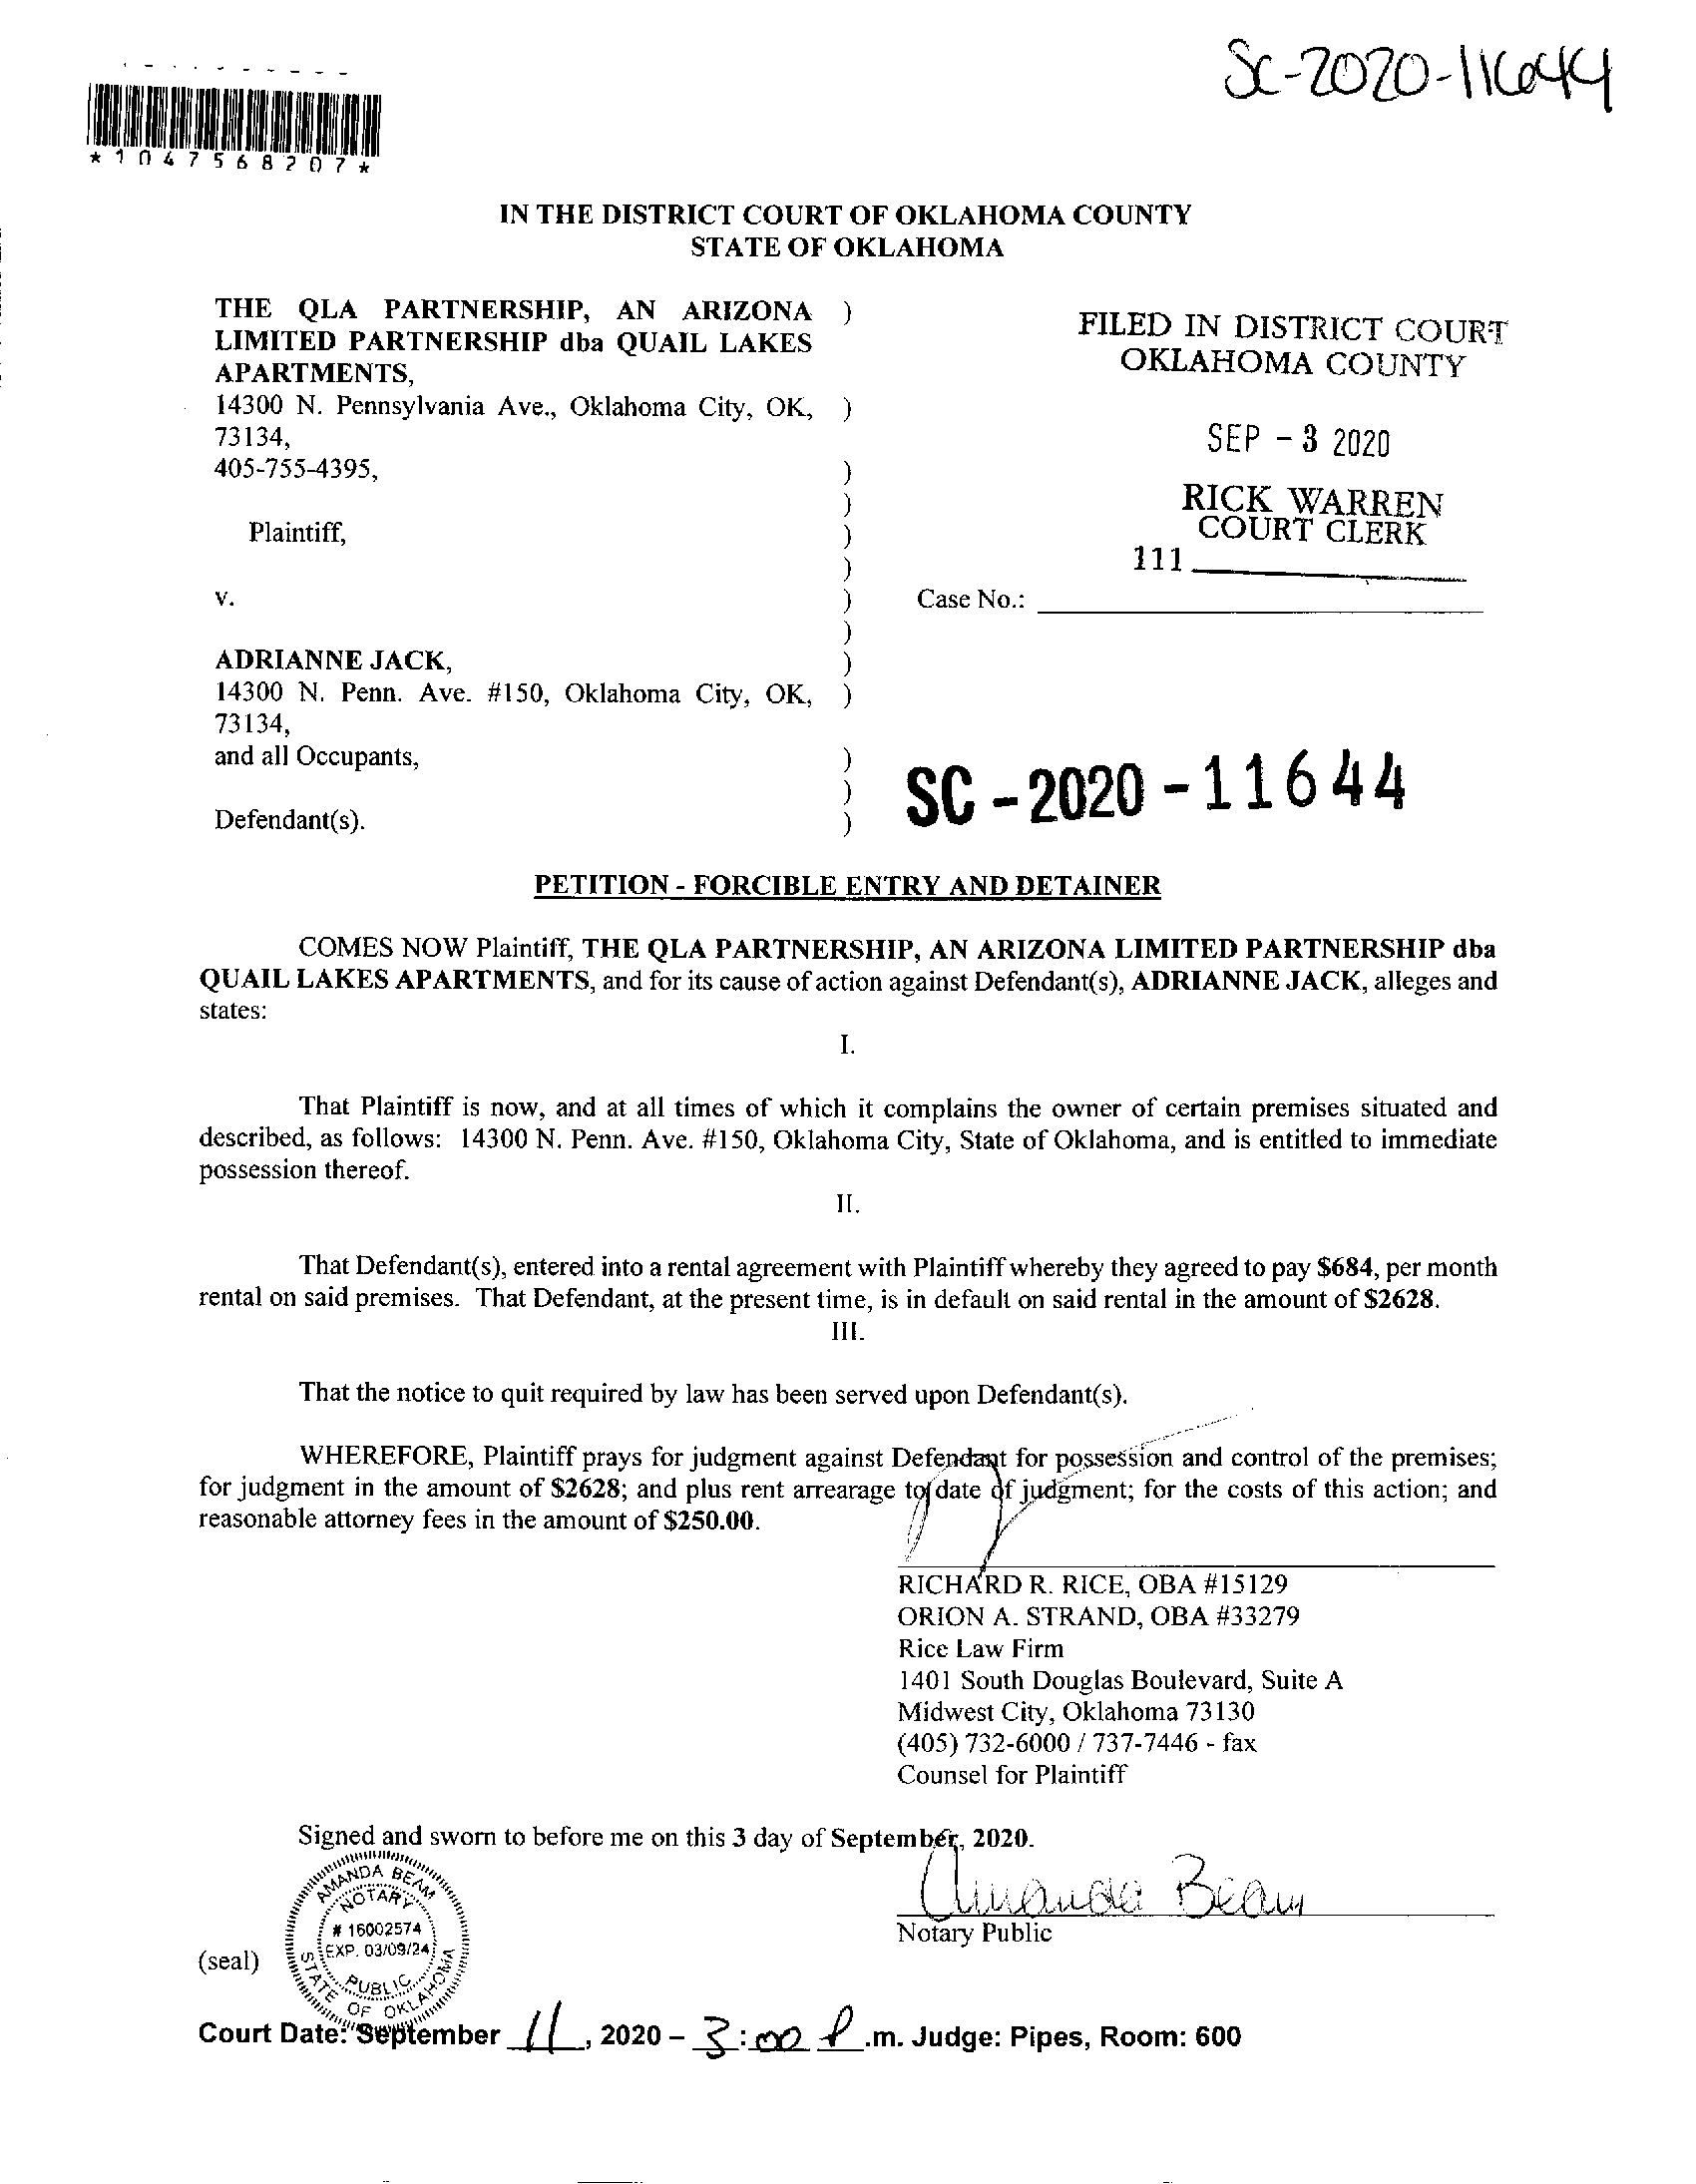 SC-2020-11644
*1047568207*
IN THE DISTRICT COURT OF OKLAHOMA COUNTY
STATE OF OKLAHOMA
THE QLA PARTNERSHIP, AN ARIZONA )
LIMITED PARTNERSHIP dba QUAIL LAKES
APARTMENTS,
14300 N. Pennsylvania Ave., Oklahoma City, OK, )
73134,
405-755-4395, )
)
Plaintiff, )
)
v. )
)
ADRIANNE JACK, )
14300 N. Penn. Ave. #150, Oklahoma City, OK, )
73134,
and all Occupants, )
)
Defendant(s). )
FILED IN DISTRICT COURT
OKLAHOMA COUNTY
SEP - 3 2020
RICK WARREN
COURT CLERK
111
Case No.:
SC-2020-11644
PETITION - FORCIBLE ENTRY AND DETAINER
COMES NOW Plaintiff, THE QLA PARTNERSHIP, AN ARIZONA LIMITED PARTNERSHIP dba
QUAIL LAKES APARTMENTS, and for its cause of action against Defendant(s), ADRIANNE JACK, alleges and
states:
I.
That Plaintiff is now, and at all times of which it complains the owner of certain premises situated and
described, as follows: 14300 N. Penn. Ave. #150, Oklahoma City, State of Oklahoma, and is entitled to immediate
possession thereof.
II.
That Defendant(s), entered into a rental agreement with Plaintiff whereby they agreed to pay $684, per month
rental on said premises. That Defendant, at the present time, is in default on said rental in the amount of $2628.
III.
That the notice to quit required by law has been served upon Defendant(s).
WHEREFORE, Plaintiff prays for judgment against Defendant for possession and control of the premises;
for judgment in the amount of $2628; and plus rent arrearage to date of judgment; for the costs of this action; and
reasonable attorney fees in the amount of $250.00.
RICHARD R. RICE, OBA #15129
ORION A. STRAND, OBA #33279
Rice Law Firm
1401 South Douglas Boulevard, Suite A
Midwest City, Oklahoma 73130
(405) 732-6000 / 737-7446 - fax
Counsel for Plaintiff
Signed and sworn to before me on this 3 day of September, 2020.
Amanda Beam
Notary Public
(seal)
AMANDA BEAM
NOTARY
# 16002574
EXP. 03/09/24
PUBLIC
STATE OF OKLAHOMA
Court Date: September 11, 2020 – 3:00 P.m. Judge: Pipes, Room: 600